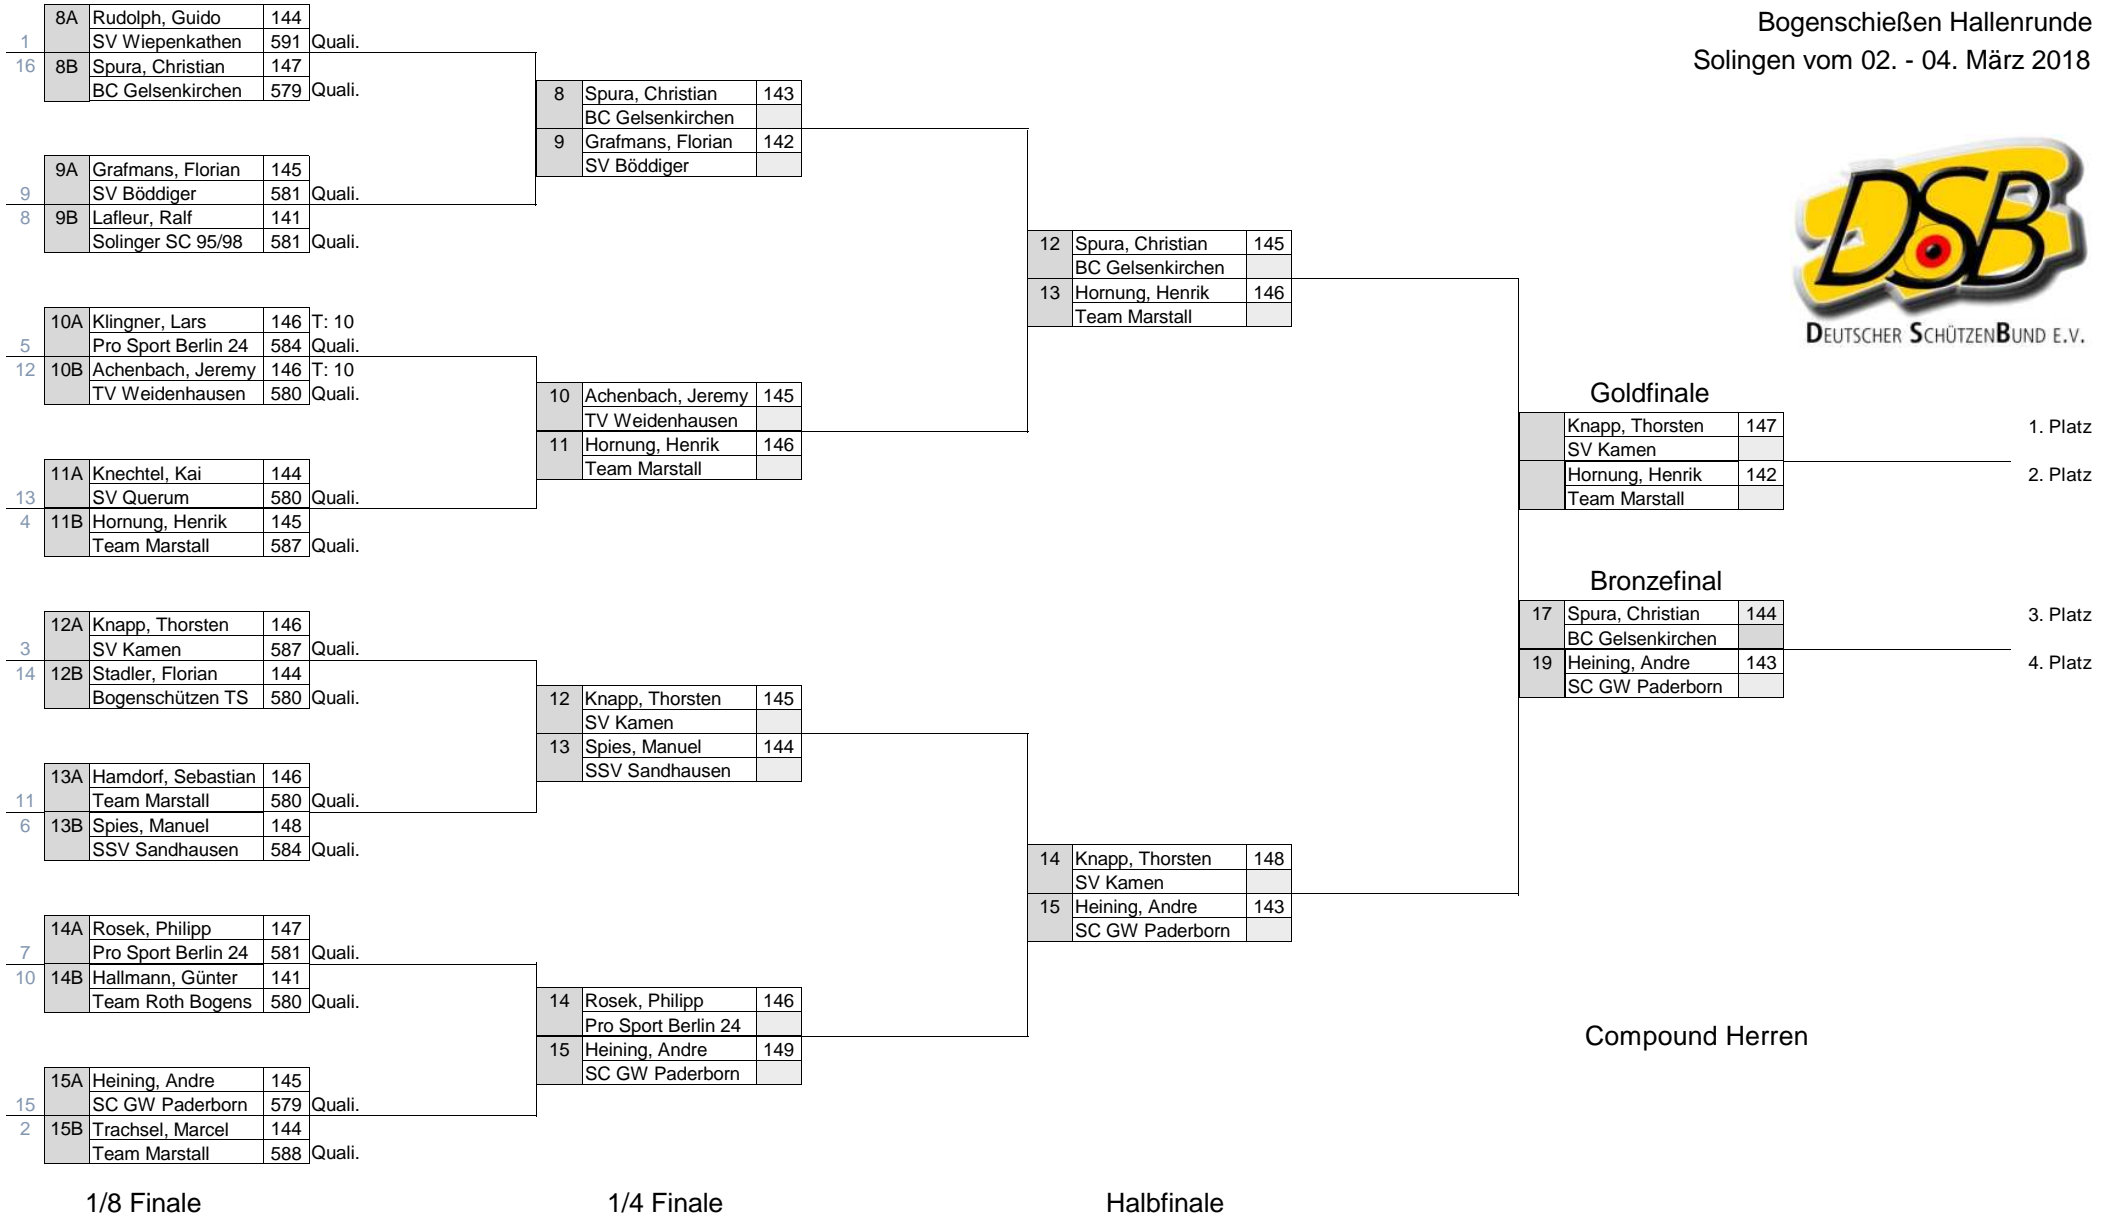 Bogenschießen Hallenrunde
Solingen vom 02. - 04. März 2018
DSB
DEUTSCHER SCHÜTZENBUND E.V.
8A Rudolph, Guido 144
1 SV Wiepenkathen 591 Quali.
16 8B Spura, Christian 147
BC Gelsenkirchen 579 Quali.
9A Grafmans, Florian 145
9 SV Böddiger 581 Quali.
8 9B Lafleur, Ralf 141
Solinger SC 95/98 581 Quali.
10A Klingner, Lars 146 T: 10
5 Pro Sport Berlin 24 584 Quali.
12 10B Achenbach, Jeremy 146 T: 10
TV Weidenhausen 580 Quali.
11A Knechtel, Kai 144
13 SV Querum 580 Quali.
4 11B Hornung, Henrik 145
Team Marstall 587 Quali.
12A Knapp, Thorsten 146
3 SV Kamen 587 Quali.
14 12B Stadler, Florian 144
Bogenschützen TS 580 Quali.
13A Hamdorf, Sebastian 146
11 Team Marstall 580 Quali.
6 13B Spies, Manuel 148
SSV Sandhausen 584 Quali.
14A Rosek, Philipp 147
7 Pro Sport Berlin 24 581 Quali.
10 14B Hallmann, Günter 141
Team Roth Bogens 580 Quali.
15A Heining, Andre 145
15 SC GW Paderborn 579 Quali.
2 15B Trachsel, Marcel 144
Team Marstall 588 Quali.
1/8 Finale
8 Spura, Christian 143
BC Gelsenkirchen
9 Grafmans, Florian 142
SV Böddiger
10 Achenbach, Jeremy 145
TV Weidenhausen
11 Hornung, Henrik 146
Team Marstall
12 Knapp, Thorsten 145
SV Kamen
13 Spies, Manuel 144
SSV Sandhausen
14 Rosek, Philipp 146
Pro Sport Berlin 24
15 Heining, Andre 149
SC GW Paderborn
1/4 Finale
12 Spura, Christian 145
BC Gelsenkirchen
13 Hornung, Henrik 146
Team Marstall
14 Knapp, Thorsten 148
SV Kamen
15 Heining, Andre 143
SC GW Paderborn
Halbfinale
Goldfinale
Knapp, Thorsten 147 1. Platz
SV Kamen
Hornung, Henrik 142 2. Platz
Team Marstall
Bronzefinal
17 Spura, Christian 144 3. Platz
BC Gelsenkirchen
19 Heining, Andre 143 4. Platz
SC GW Paderborn
Compound Herren